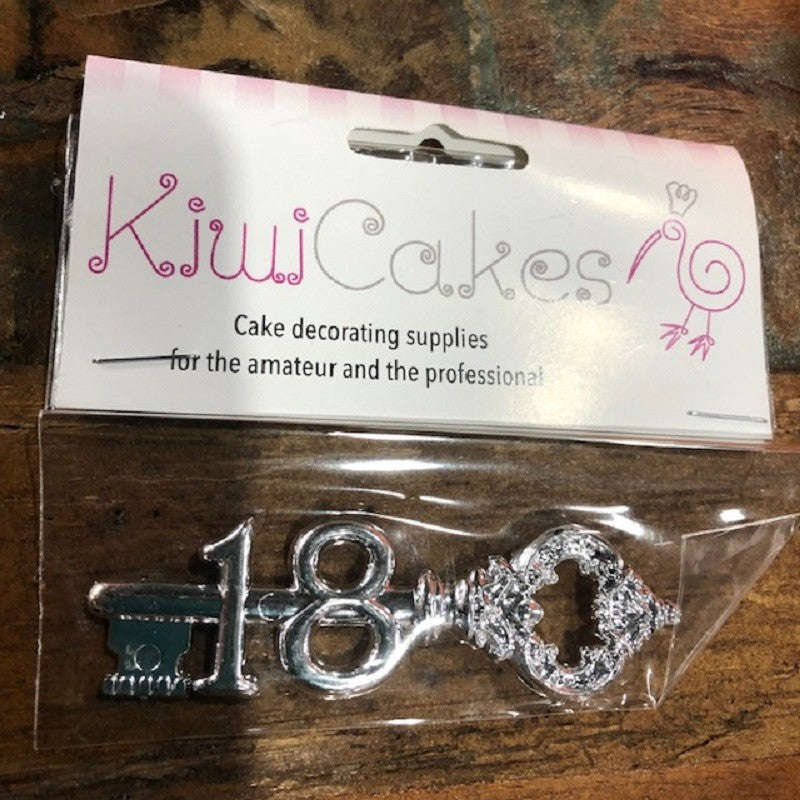 KiwiCakes
Cake decorating supplies
for the amateur and the professional
18